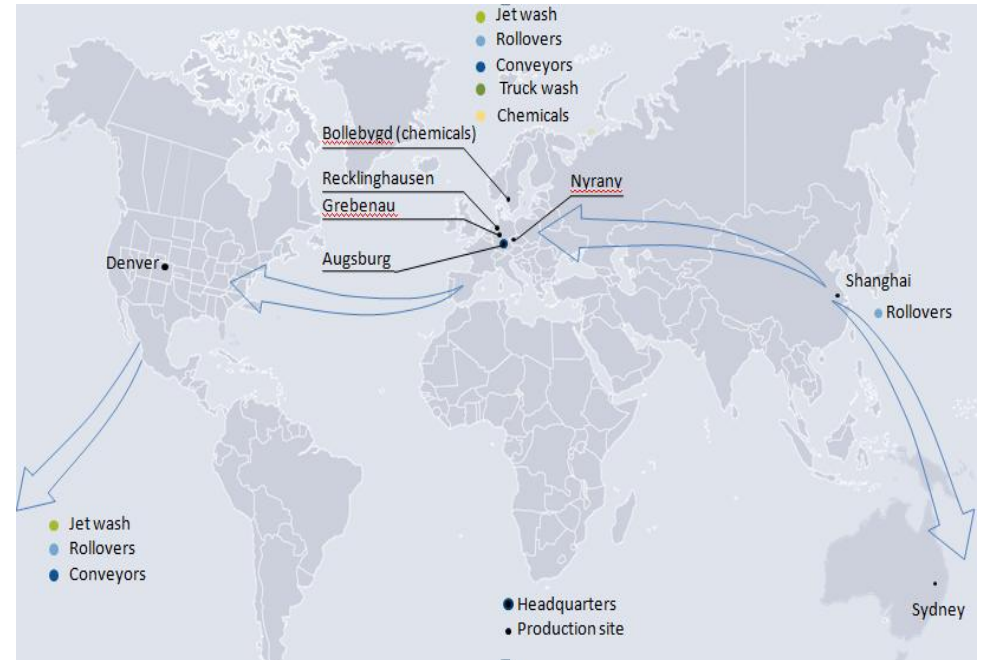 Jet wash
Rollovers
Conveyors
Truck wash
Chemicals
Bollebygd (chemicals)
Recklinghausen
Nyrany
Grebenau
Augsburg
Denver
Shanghai
Rollovers
Jet wash
Rollovers
Conveyors
Headquarters
Production site
Sydney